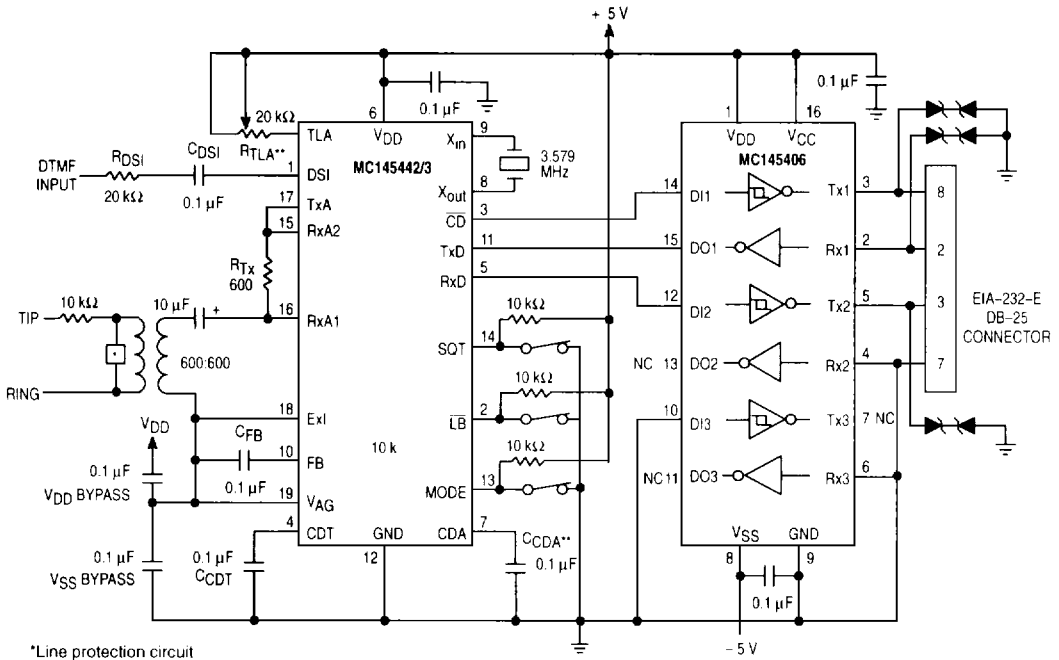 + 5 V
0.1 µF
0.1 µF
20 kΩ
RTLA**
6
VDD
TLA
MC145442/3
Xin
9
3.579
MHz
Xout
8
DTMF
INPUT
RDSI
20 kΩ
CDSI
0.1 µF
1
DSI
17
TxA
15
RxA2
RTx
600
CD
3
TxD
11
RxD
5
TIP
10 kΩ
10 µF
+
16
RxA1
*
600:600
RING
10 kΩ
SQT
14
10 kΩ
LB
2
10 kΩ
MODE
13
18
ExI
CFB
10
FB
0.1 µF
10 k
VDD
0.1 µF
VDD BYPASS
19
VAG
4
CDT
GND
12
CDA
7
CCDA**
0.1 µF
0.1 µF
VSS BYPASS
0.1 µF
CCDT
1
VDD
16
VCC
MC145406
14
DI1
Tx1
3
15
DO1
Rx1
2
12
DI2
Tx2
5
NC 13
DO2
Rx2
4
10
DI3
Tx3
7 NC
NC 11
DO3
Rx3
6
VSS
8
GND
9
0.1 µF
– 5 V
8
2
3
7
EIA-232-E
DB-25
CONNECTOR
*Line protection circuit